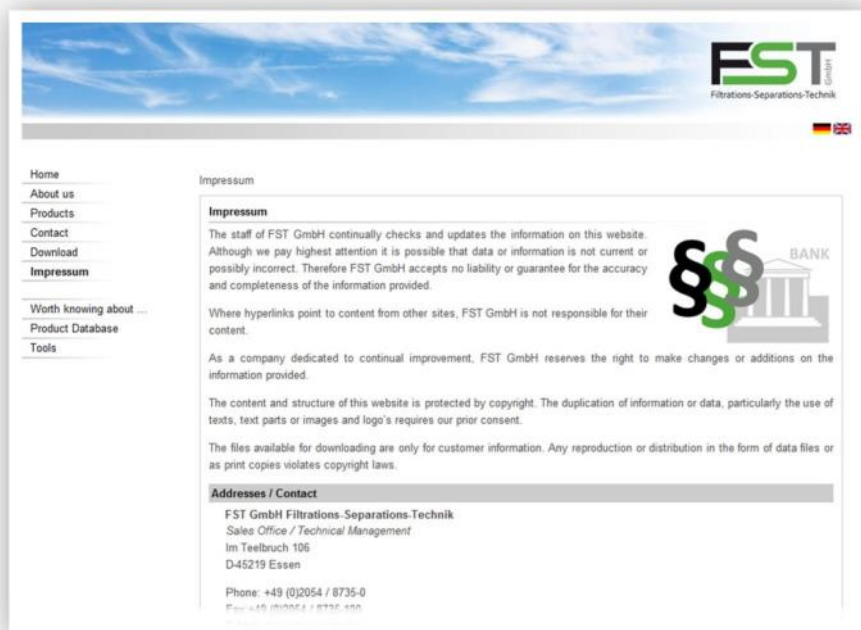 FST GmbH
Filtrations-Separations-Technik
Home
About us
Products
Contact
Download
Impressum
Worth knowing about ...
Product Database
Tools
Impressum
Impressum
The staff of FST GmbH continually checks and updates the information on this website.
Although we pay highest attention it is possible that data or information is not current or
possibly incorrect. Therefore FST GmbH accepts no liability or guarantee for the accuracy
and completeness of the information provided.
§§§
BANK
Where hyperlinks point to content from other sites, FST GmbH is not responsible for their
content.
As a company dedicated to continual improvement, FST GmbH reserves the right to make changes or additions on the
information provided.
The content and structure of this website is protected by copyright. The duplication of information or data, particularly the use of
texts, text parts or images and logo's requires our prior consent.
The files available for downloading are only for customer information. Any reproduction or distribution in the form of data files or
as print copies violates copyright laws.
Addresses / Contact
FST GmbH Filtrations-Separations-Technik
Sales Office / Technical Management
Im Teelbruch 106
D-45219 Essen
Phone: +49 (0)2054 / 8735-0
Fax +49 (0)2054 / 8735-100